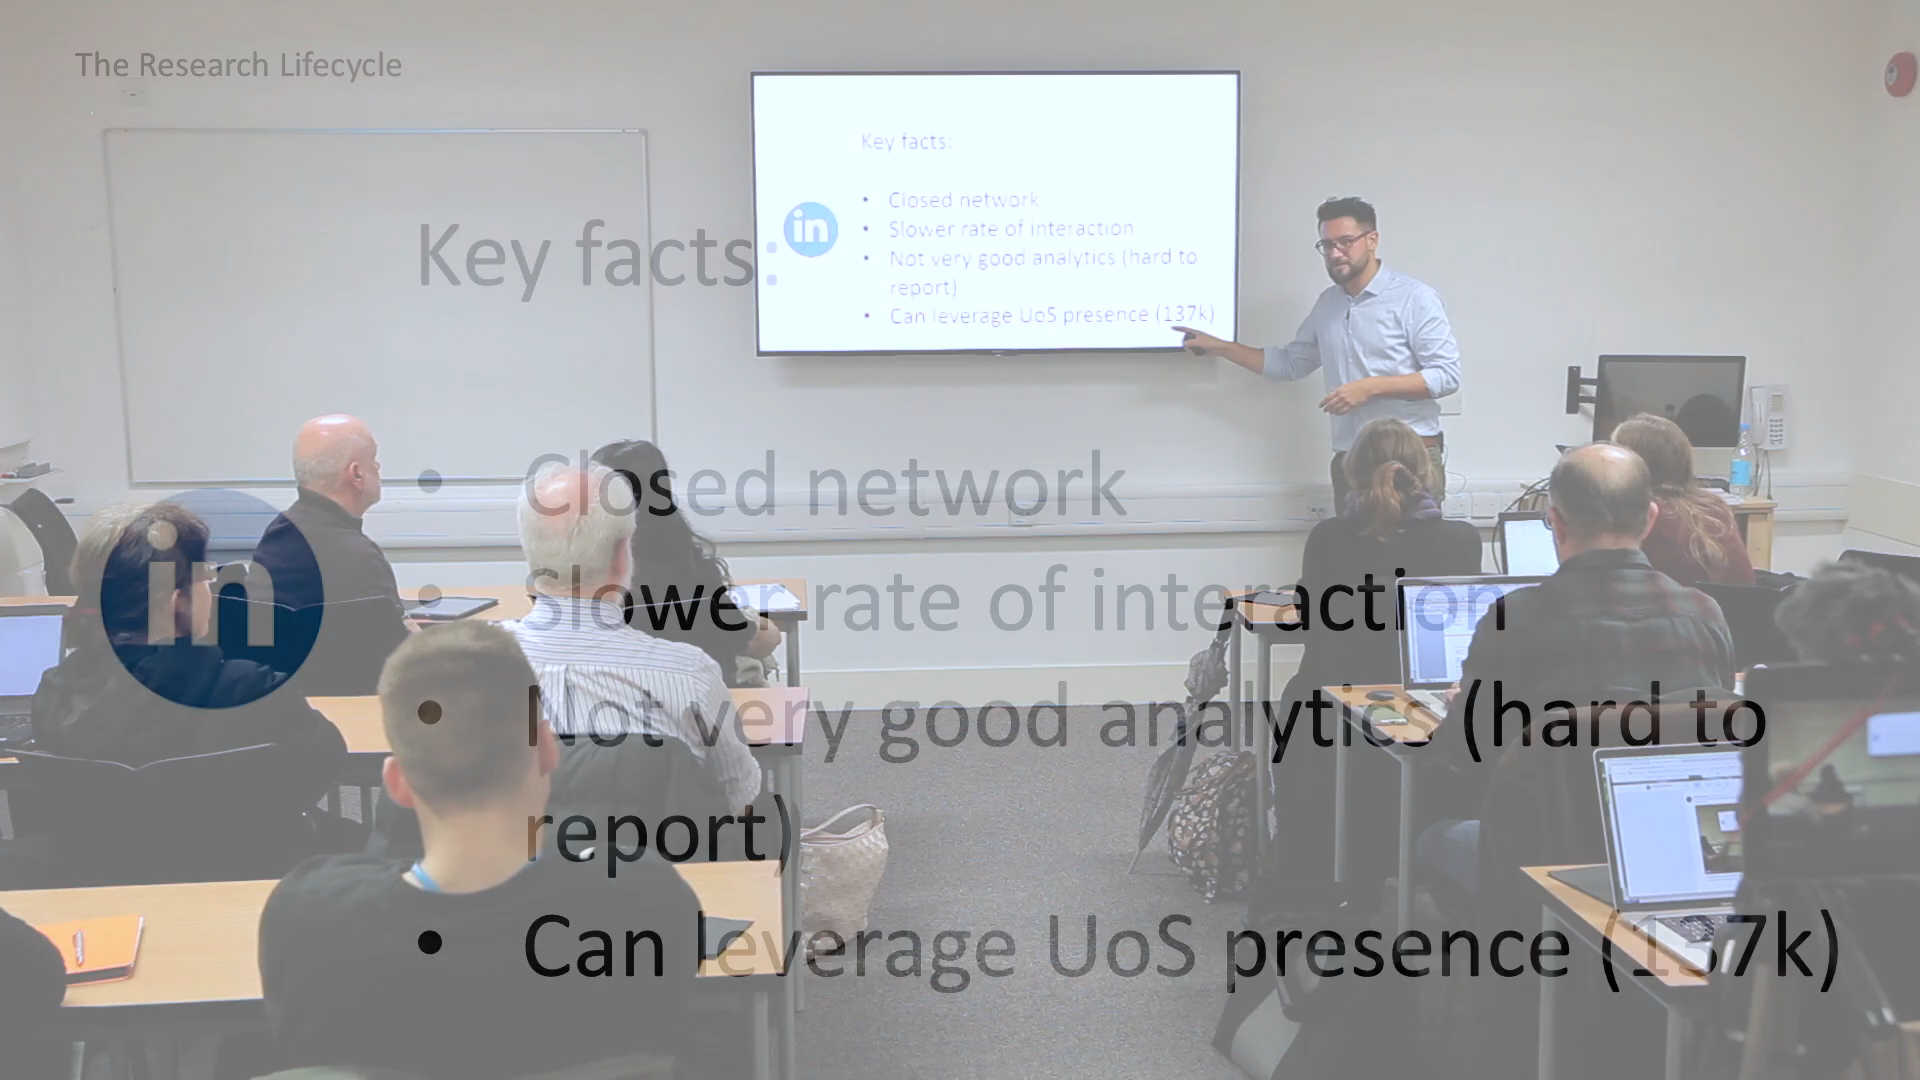 The Research Lifecycle
Key facts:
Closed network
Slower rate of interaction
Not very good analytics (hard to
report)
Can leverage UoS presence (137k)
in
Key facts:
in
• Closed network
• Slower rate of interaction
• Not very good analytics (hard to
report)
• Can leverage UoS presence (137k)